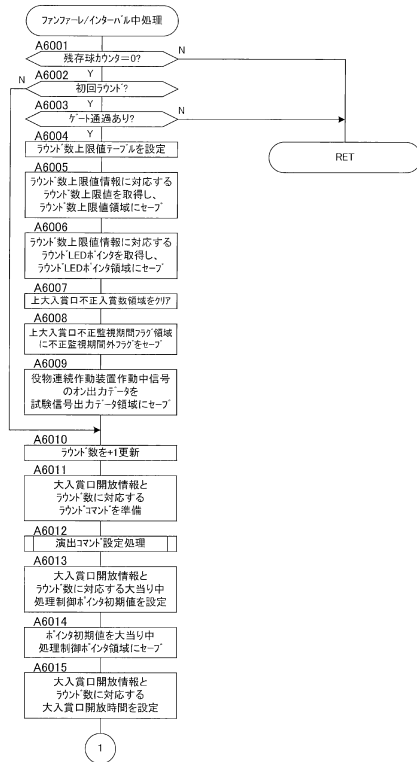 ファンファーレ/インターバル中処理
A6001
残存球カウンタ=0?
N
A6002
Y
N
初回ラウンド?
A6003
Y
ゲート通過あり?
N
A6004
Y
ラウンド数上限値テーブルを設定
RET
A6005
ラウンド数上限値情報に対応する
ラウンド数上限値を取得し、
ラウンド数上限値領域にセーブ
A6006
ラウンド数上限値情報に対応する
ラウンドLEDポインタを取得し、
ラウンドLEDポインタ領域にセーブ
A6007
上大入賞口不正入賞数領域をクリア
A6008
上大入賞口不正監視期間フラグ領域
に不正監視期間外フラグをセーブ
A6009
役物連続作動装置作動中信号
のオン出力データを
試験信号出力データ領域にセーブ
A6010
ラウンド数を+1更新
A6011
大入賞口開放情報と
ラウンド数に対応する
ラウンドコマンドを準備
A6012
演出コマンド設定処理
A6013
大入賞口開放情報と
ラウンド数に対応する大当り中
処理制御ポインタ初期値を設定
A6014
ポインタ初期値を大当り中
処理制御ポインタ領域にセーブ
A6015
大入賞口開放情報と
ラウンド数に対応する
大入賞口開放時間を設定
1